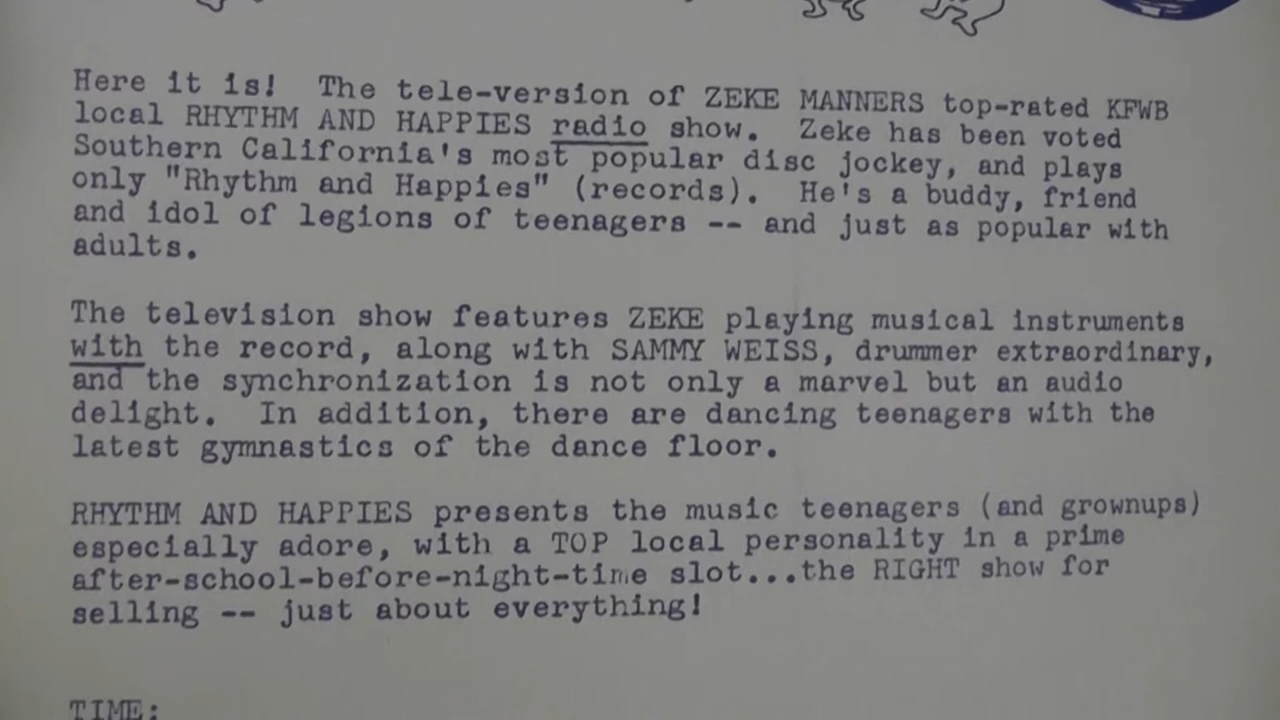 Here it is! The tele-version of ZEKE MANNERS top-rated KFWB
local RHYTHM AND HAPPIES radio show. Zeke has been voted
Southern California's most popular disc jockey, and plays
only "Rhythm and Happies" (records). He's a buddy, friend
and idol of legions of teenagers -- and just as popular with
adults.
The television show features ZEKE playing musical instruments
with the record, along with SAMMY WEISS, drummer extraordinary,
and the synchronization is not only a marvel but an audio
delight. In addition, there are dancing teenagers with the
latest gymnastics of the dance floor.
RHYTHM AND HAPPIES presents the music teenagers (and grownups)
especially adore, with a TOP local personality in a prime
after-school-before-night-time slot...the RIGHT show for
selling -- just about everything!
TIME: